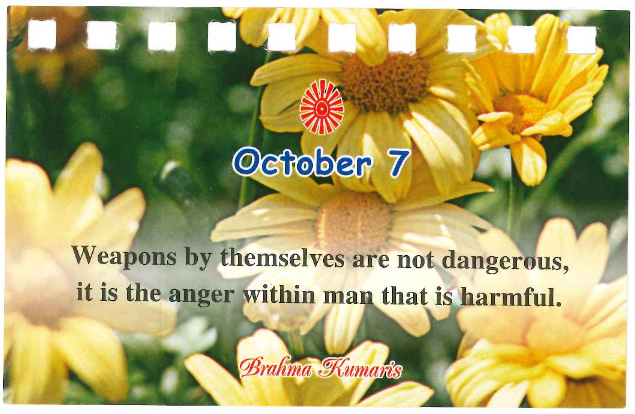 October 7
Weapons by themselves are not dangerous,
it is the anger within man that is harmful.
Brahma Kumaris